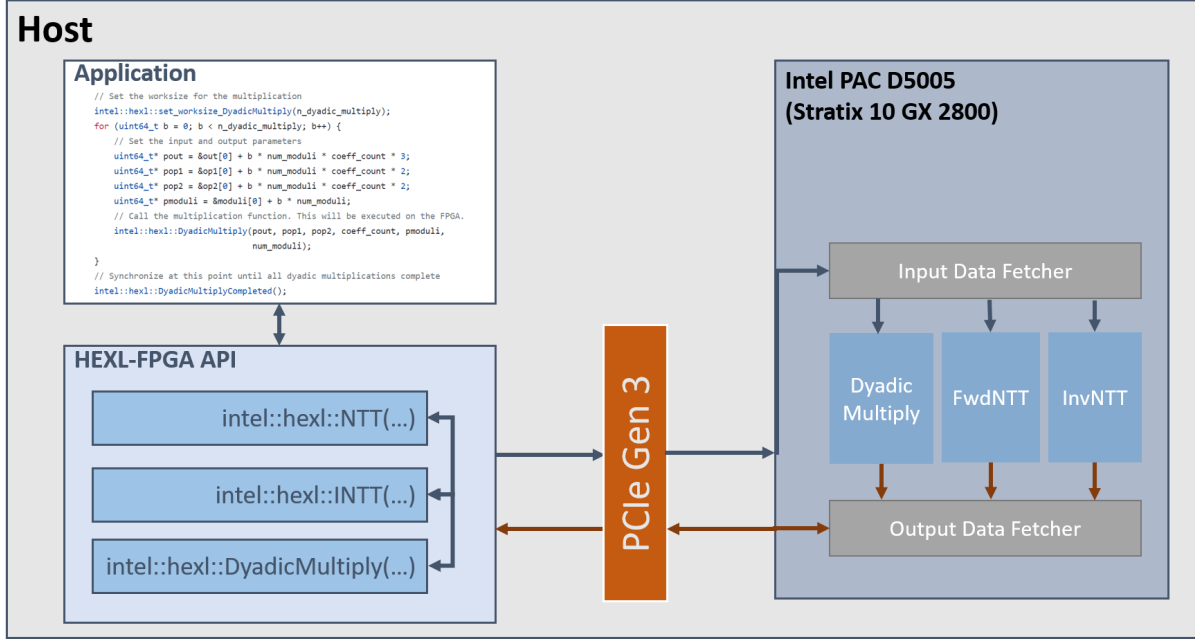 Host
Application
// Set the worksize for the multiplication
intel::hexl::set_worksize_DyadicMultiply(n_dyadic_multiply);
for (uint64_t b = 0; b < n_dyadic_multiply; b++) {
// Set the input and output parameters
uint64_t* pout = &out[0] + b * num_moduli * coeff_count * 3;
uint64_t* pop1 = &op1[0] + b * num_moduli * coeff_count * 2;
uint64_t* pop2 = &op2[0] + b * num_moduli * coeff_count * 2;
uint64_t* pmoduli = &moduli[0] + b * num_moduli;
// Call the multiplication function. This will be executed on the FPGA.
intel::hexl::DyadicMultiply(pout, pop1, pop2, coeff_count, pmoduli,
num_moduli);
}
// Synchronize at this point until all dyadic multiplications complete
intel::hexl::DyadicMultiplyCompleted();
HEXL-FPGA API
intel::hexl::NTT(...)
intel::hexl::INTT(...)
intel::hexl::DyadicMultiply(...)
PCIe Gen 3
Intel PAC D5005
(Stratix 10 GX 2800)
Input Data Fetcher
Dyadic
Multiply
FwdNTT
InvNTT
Output Data Fetcher